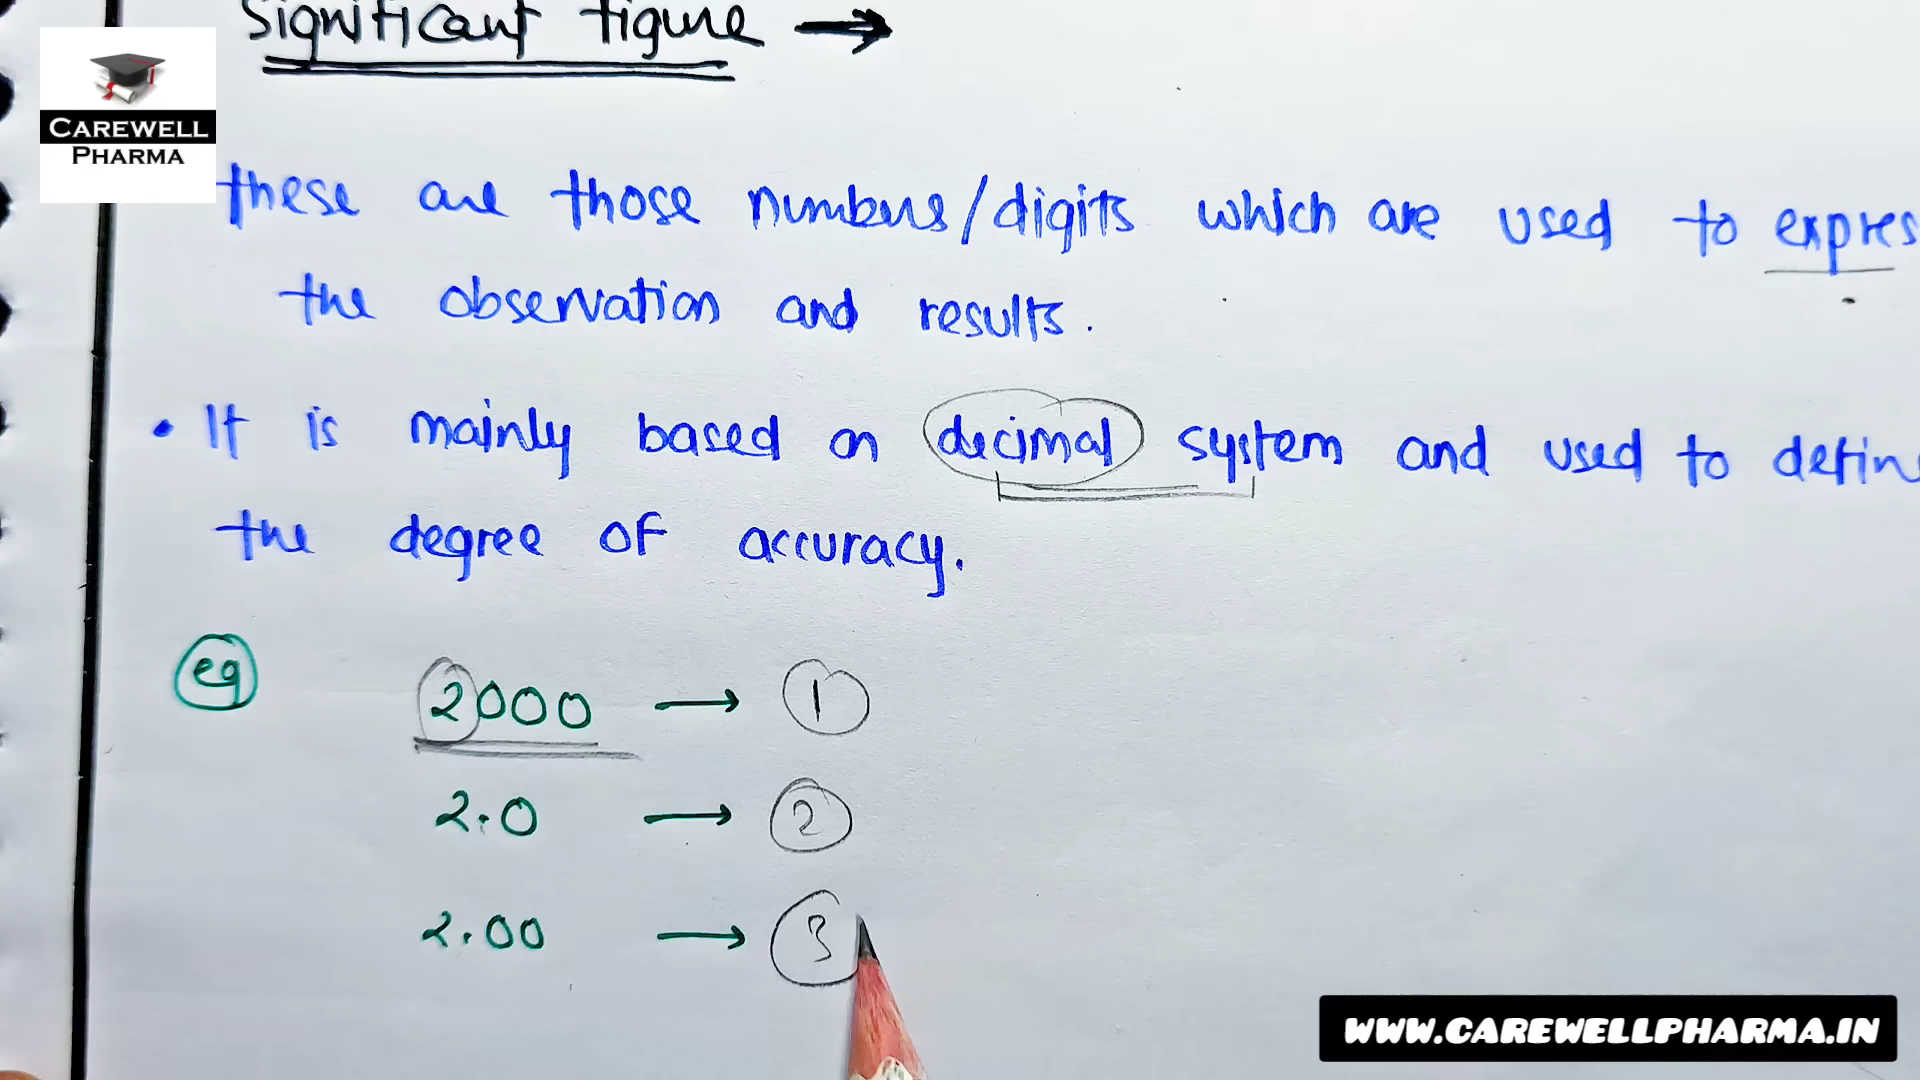 Significant figure →
CAREWELL
PHARMA
these are those numbers/digits which are used to expres
the observation and results.
• It is mainly based on decimal system and used to defin
the degree of accuracy.
eg
2000 → 1
2.0 → 2
2.00 → 3
WWW.CAREWELLPHARMA.IN